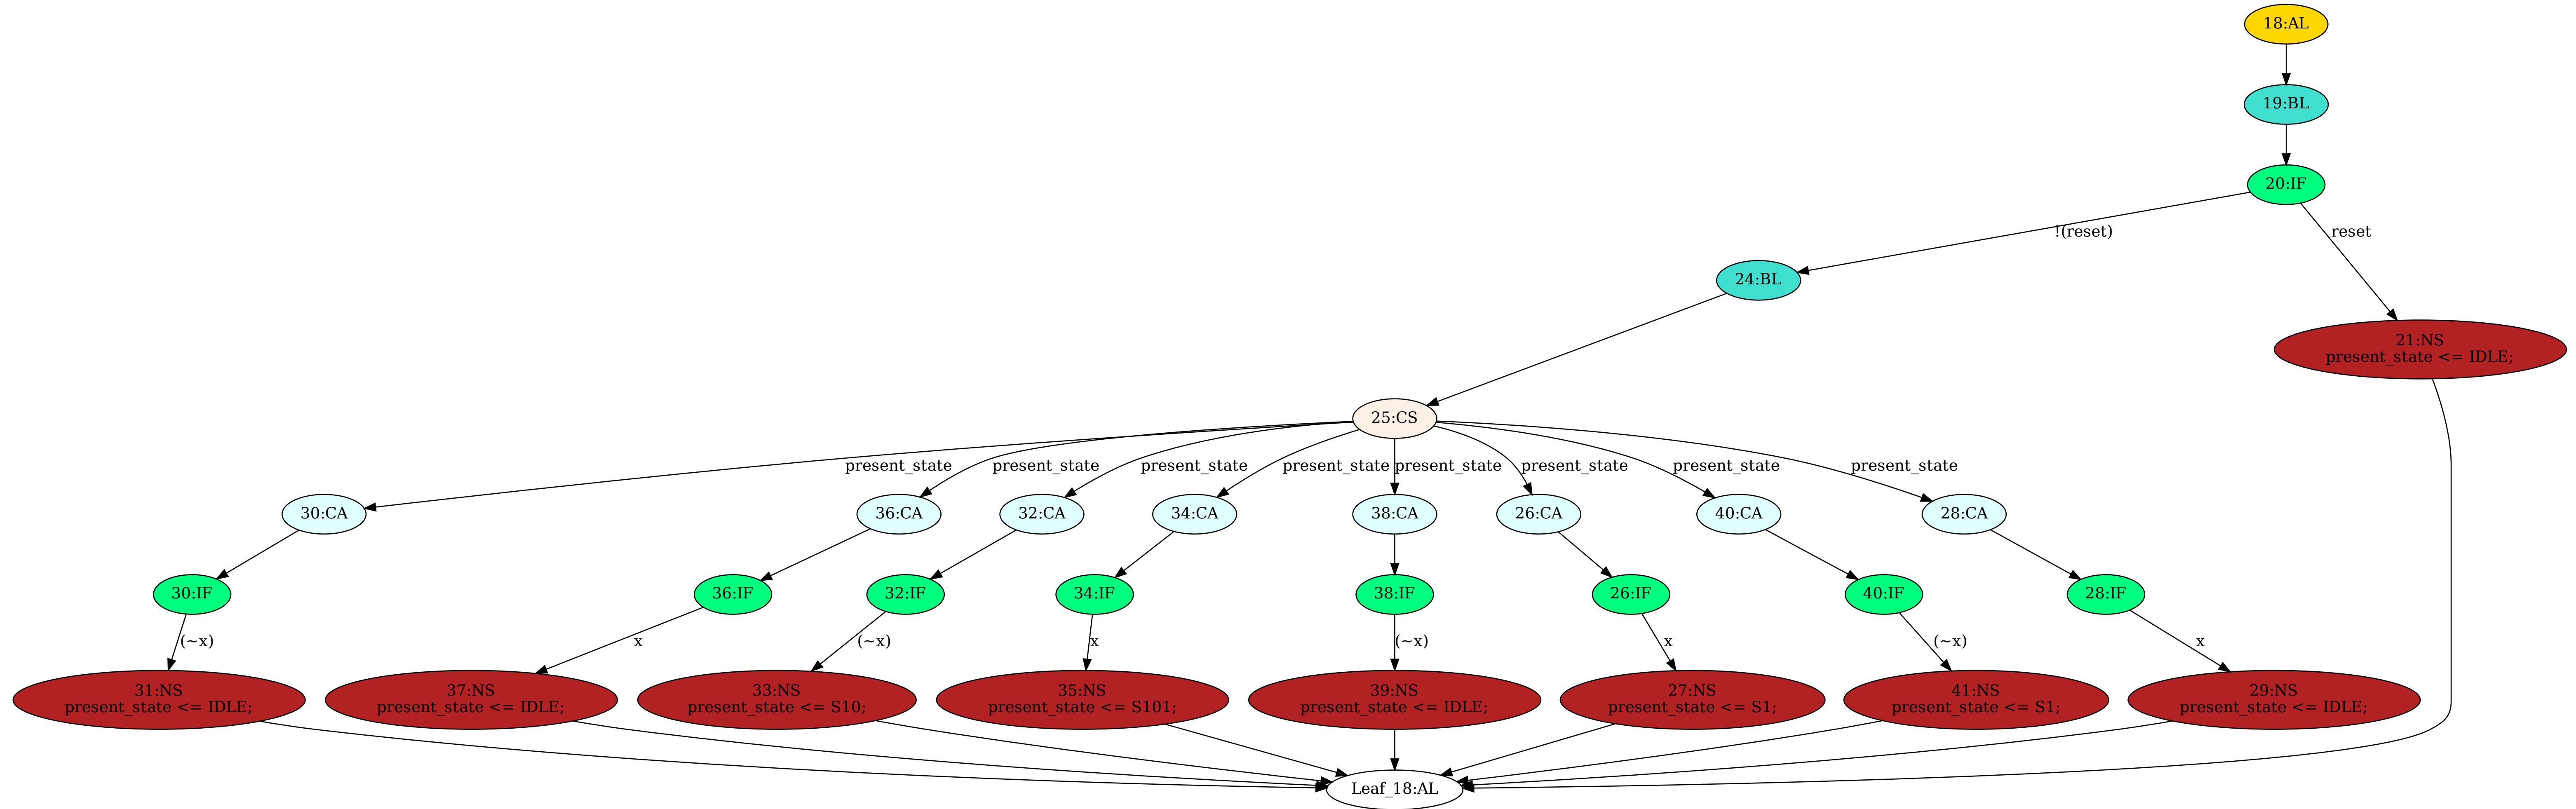 18:AL
19:BL
20:IF
!(reset)
reset
24:BL
21:NS
present_state <= IDLE;
25:CS
present_state
present_state
present_state
present_state
present_state
present_state
present_state
present_state
30:CA
36:CA
32:CA
34:CA
38:CA
26:CA
40:CA
28:CA
30:IF
36:IF
32:IF
34:IF
38:IF
26:IF
40:IF
28:IF
(~x)
x
(~x)
x
(~x)
x
(~x)
x
31:NS
present_state <= IDLE;
37:NS
present_state <= IDLE;
33:NS
present_state <= S10;
35:NS
present_state <= S101;
39:NS
present_state <= IDLE;
27:NS
present_state <= S1;
41:NS
present_state <= S1;
29:NS
present_state <= IDLE;
Leaf_18:AL